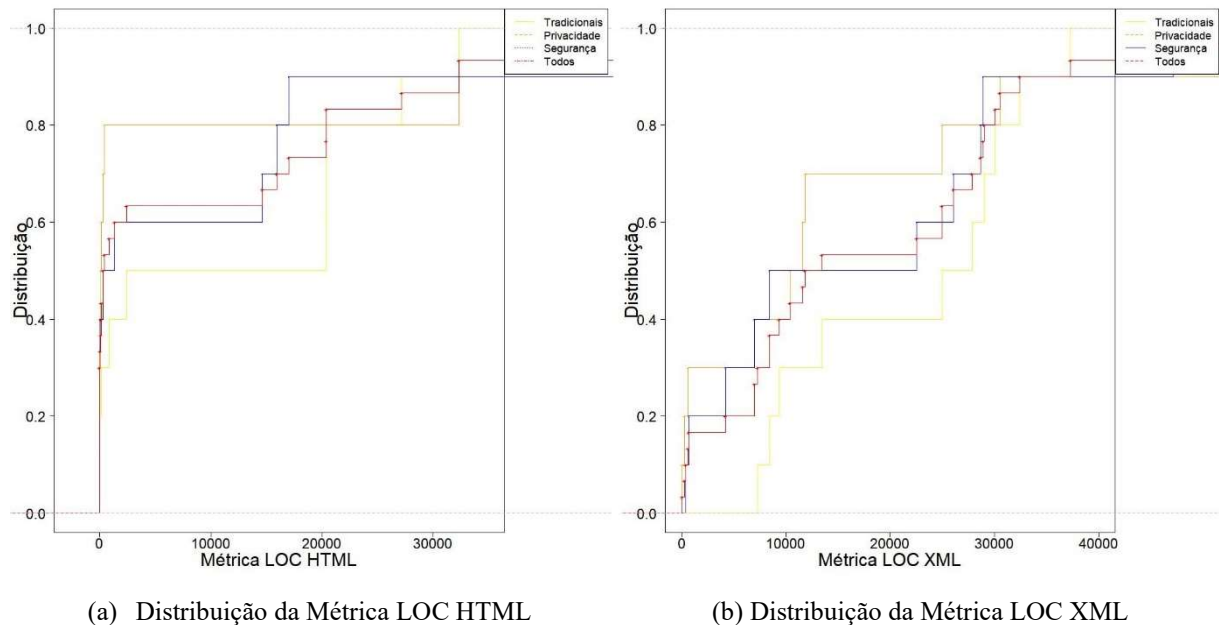 1.0
0.8
0.6
0.4
0.2
0.0
Distribuição
0 10000 20000 30000
Métrica LOC HTML
Tradicionais
Privacidade
Segurança
Todos
1.0
0.8
0.6
0.4
0.2
0.0
Distribuição
0 10000 20000 30000 40000
Métrica LOC XML
Tradicionais
Privacidade
Segurança
Todos
(a) Distribuição da Métrica LOC HTML
(b) Distribuição da Métrica LOC XML